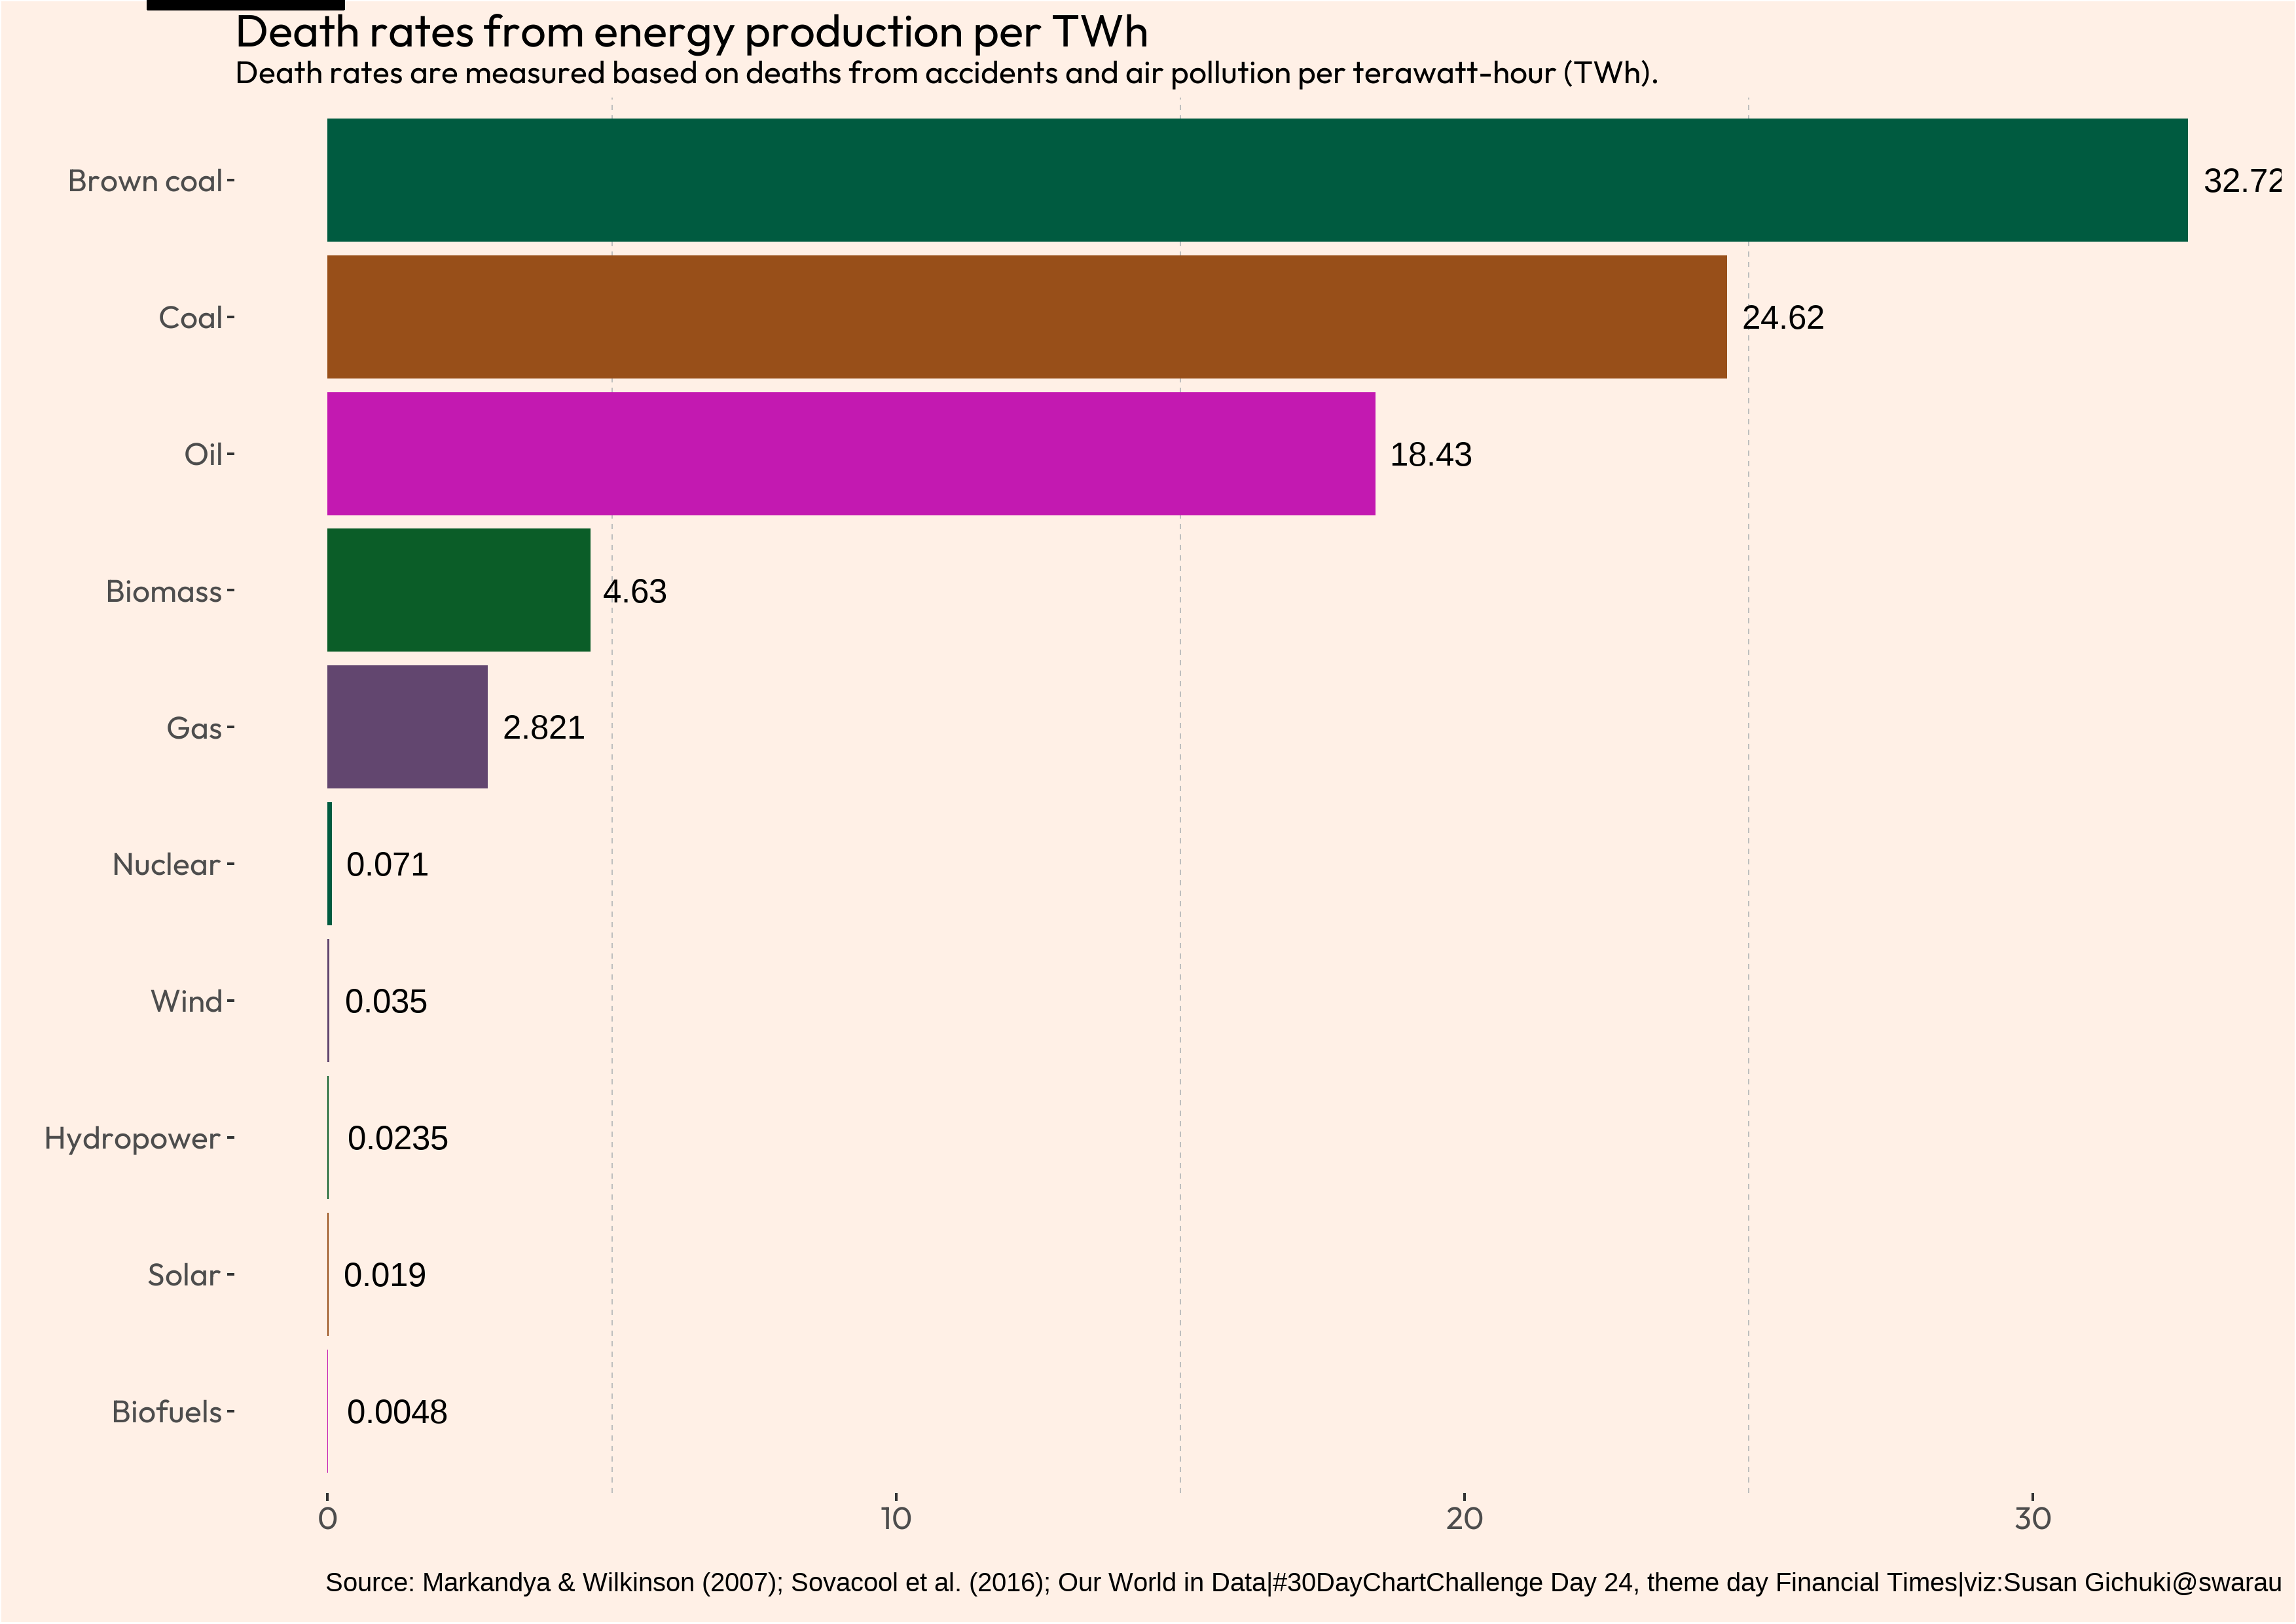 Death rates from energy production per TWh
Death rates are measured based on deaths from accidents and air pollution per terawatt-hour (TWh).
Brown coal
32.72
Coal
24.62
Oil
18.43
Biomass
4.63
Gas
2.821
Nuclear
0.071
Wind
0.035
Hydropower
0.0235
Solar
0.019
Biofuels
0.0048
0 10 20 30
Source: Markandya & Wilkinson (2007); Sovacool et al. (2016); Our World in Data|#30DayChartChallenge Day 24, theme day Financial Times|viz:Susan Gichuki@swarau